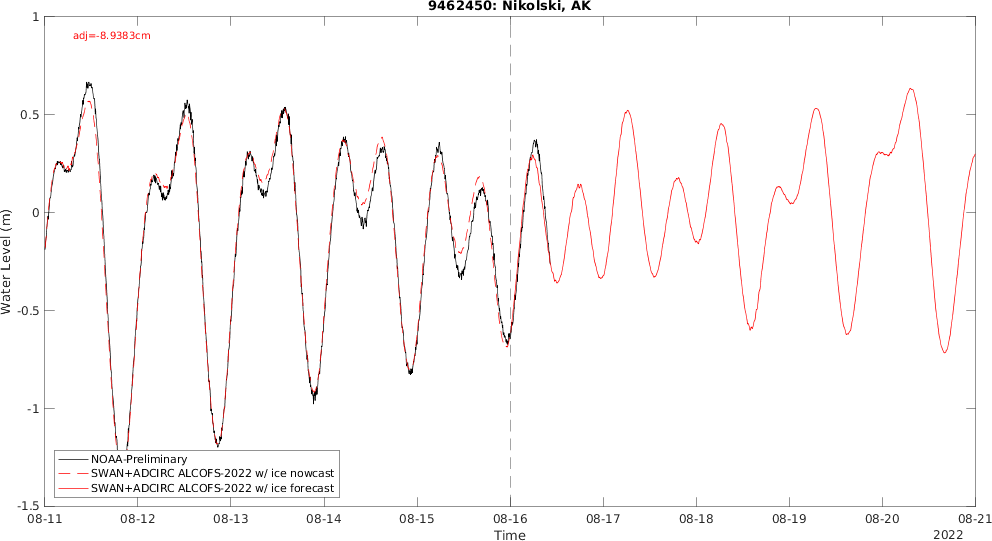 9462450: Nikolski, AK
adj=-8.9383cm
Water Level (m)
1
0.5
0
-0.5
-1
-1.5
NOAA-Preliminary
SWAN+ADCIRC ALCOFS-2022 w/ ice nowcast
SWAN+ADCIRC ALCOFS-2022 w/ ice forecast
08-11 08-12 08-13 08-14 08-15 08-16 08-17 08-18 08-19 08-20 08-21
Time
2022